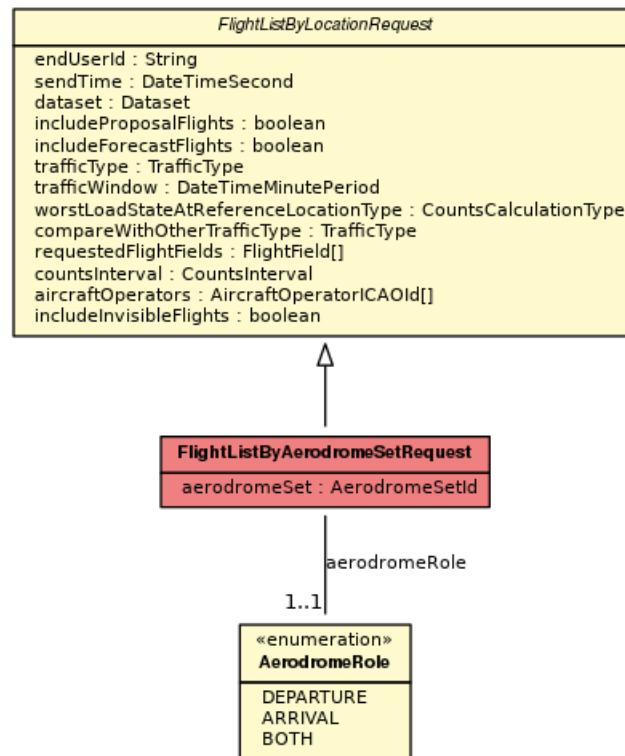 FlightListByLocationRequest
endUserId : String
sendTime : DateTimeSecond
dataset : Dataset
includeProposalFlights : boolean
includeForecastFlights : boolean
trafficType : TrafficType
trafficWindow : DateTimeMinutePeriod
worstLoadStateAtReferenceLocationType : CountsCalculationType
compareWithOtherTrafficType : TrafficType
requestedFlightFields : FlightField[]
countsInterval : CountsInterval
aircraftOperators : AircraftOperatorICAOId[]
includeInvisibleFlights : boolean
FlightListByAerodromeSetRequest
aerodromeSet : AerodromeSetId
aerodromeRole
1..1
«enumeration»
AerodromeRole
DEPARTURE
ARRIVAL
BOTH